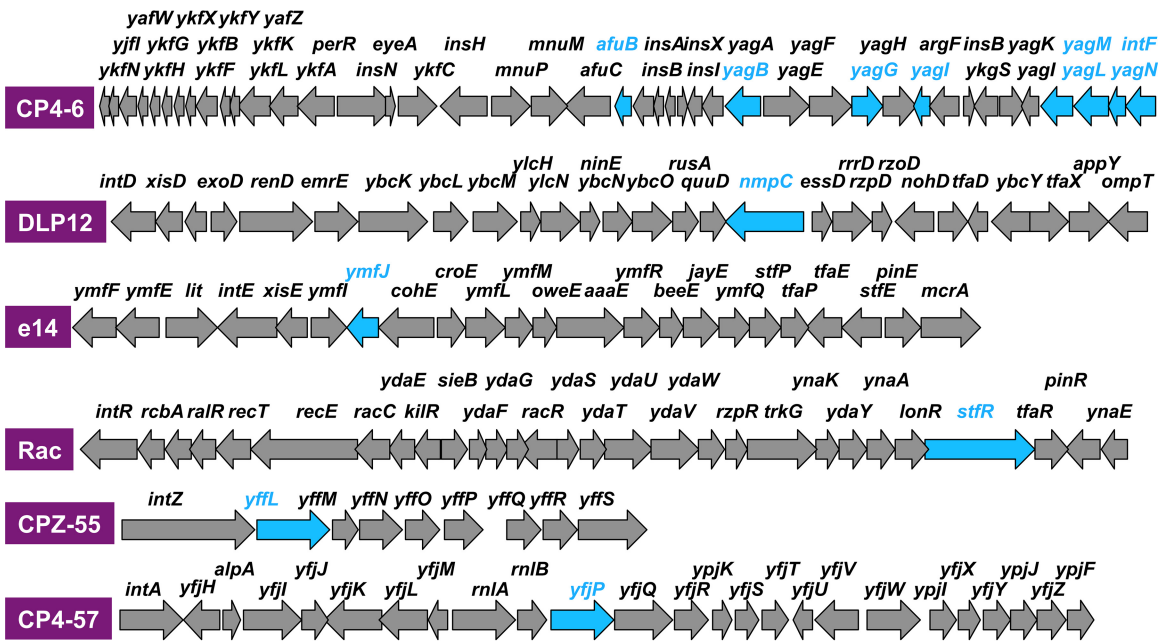 yafW ykfX ykfY yafZ
yjfI ykfG ykfB ykfK perR eyeA insH mnuM afuB insA insX yagA yagF yagH argF insB yagK yagM intF
ykfN ykfH ykfF ykfL ykfA insN ykfC mnuP afuC insB insI yagB yagE yagG yagI ykgS yagI yagL yagN
CP4-6
ylcH ninE rusA rrrD rzoD appY
intD xisD exoD renD emrE ybcK ybcL ybcM ylcN ybcN ybcO quuD nmpC essD rzpD nohD tfaD ybcY tfaX ompT
DLP12
ymfJ croE ymfM ymfR jayE stfP tfaE pinE
ymfF ymfE lit intE xisE ymfI cohE ymfL oweE aaaE beeE ymfQ tfaP stfE mcrA
e14
ydaE sieB ydaG ydaS ydaU ydaW ynaK ynaA pinR
intR rcbA ralR recT recE racC kilR ydaF racR ydaT ydaV rzpR trkG ydaY lonR stfR tfaR ynaE
Rac
intZ yffL yffM yffN yffO yffP yffQ yffR yffS
CPZ-55
alpA yfjJ yfjM rnlB ypjK yfjT yfjV yfjX ypjJ ypjF
intA yfjH yfjI yfjK yfjL rnlA yfjP yfjQ yfjR yfjS yfjU yfjW ypjI yfjY yfjZ
CP4-57